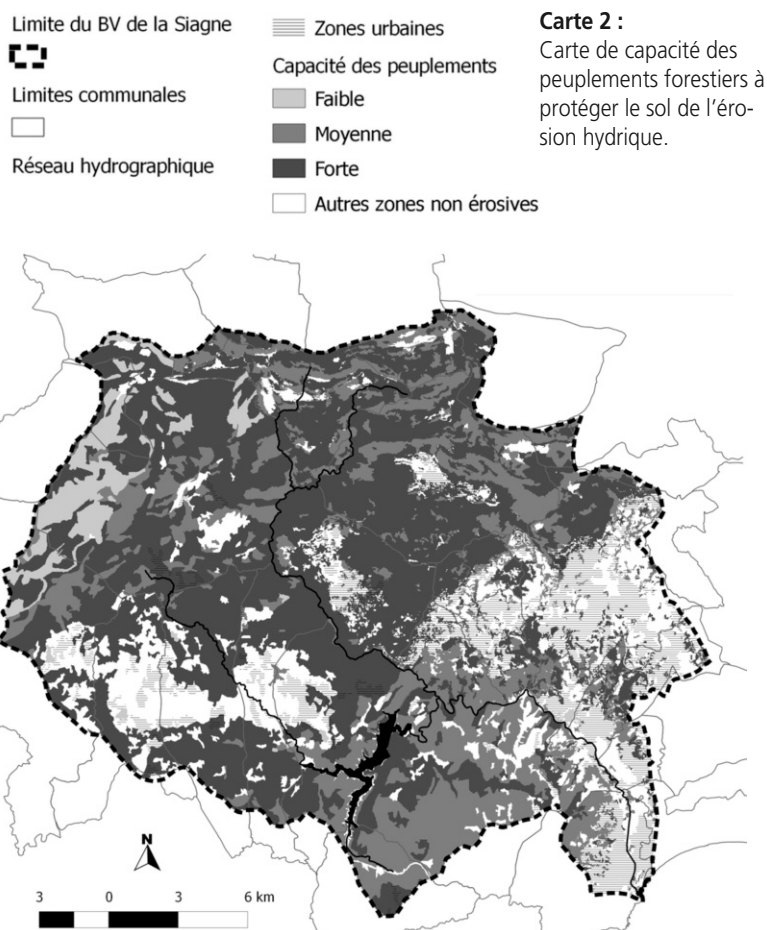 Limite du BV de la Siagne
Limites communales
Réseau hydrographique
Zones urbaines
Capacité des peuplements
Faible
Moyenne
Forte
Autres zones non érosives
Carte 2 :
Carte de capacité des
peuplements forestiers à
protéger le sol de l'éro-
sion hydrique.
N
3 0 3 6 km